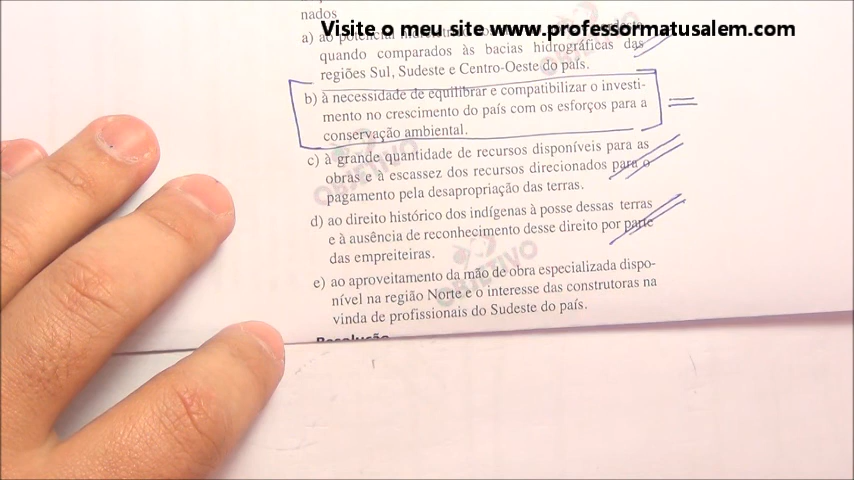 nados
Visite o meu site www.professormatusalem.com
a) ao potencial
quando comparados às bacias hidrográficas das
regiões Sul, Sudeste e Centro-Oeste do país.
b) à necessidade de equilibrar e compatibilizar o investi-
mento no crescimento do país com os esforços para a
conservação ambiental.
c) à grande quantidade de recursos disponíveis para as
obras e à escassez dos recursos direcionados para o
pagamento pela desapropriação das terras.
d) ao direito histórico dos indígenas à posse dessas terras
e à ausência de reconhecimento desse direito por parte
das empreiteiras.
e) ao aproveitamento da mão de obra especializada dispo-
nível na região Norte e o interesse das construtoras na
vinda de profissionais do Sudeste do país.
Resolução
OBJETIVO
OBJETIVO